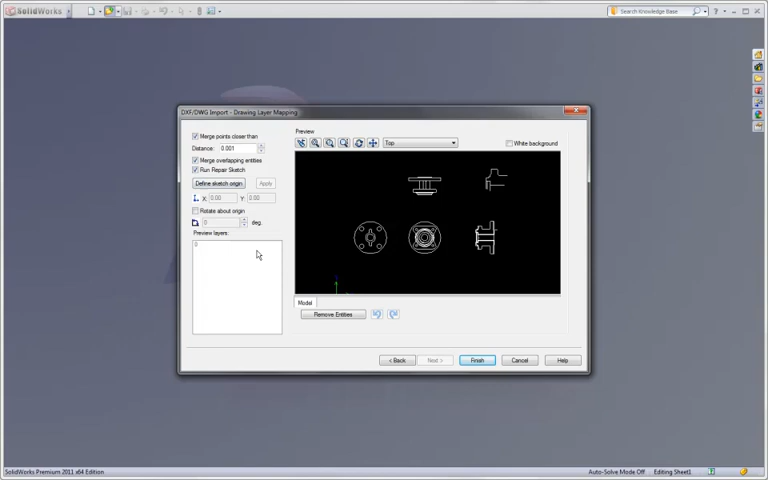 SolidWorks
Search Knowledge Base
?
DXF/DWG Import - Drawing Layer Mapping
Merge points closer than
Distance: 0.001
Merge overlapping entities
Run Repair Sketch
Define sketch origin
Apply
X: 0.00 Y: 0.00
Rotate about origin
0 deg.
Preview layers:
0
Preview
Top
White background
Model
Remove Entities
< Back
Next >
Finish
Cancel
Help
SolidWorks Premium 2011 x64 Edition
Auto-Solve Mode Off
Editing Sheet1